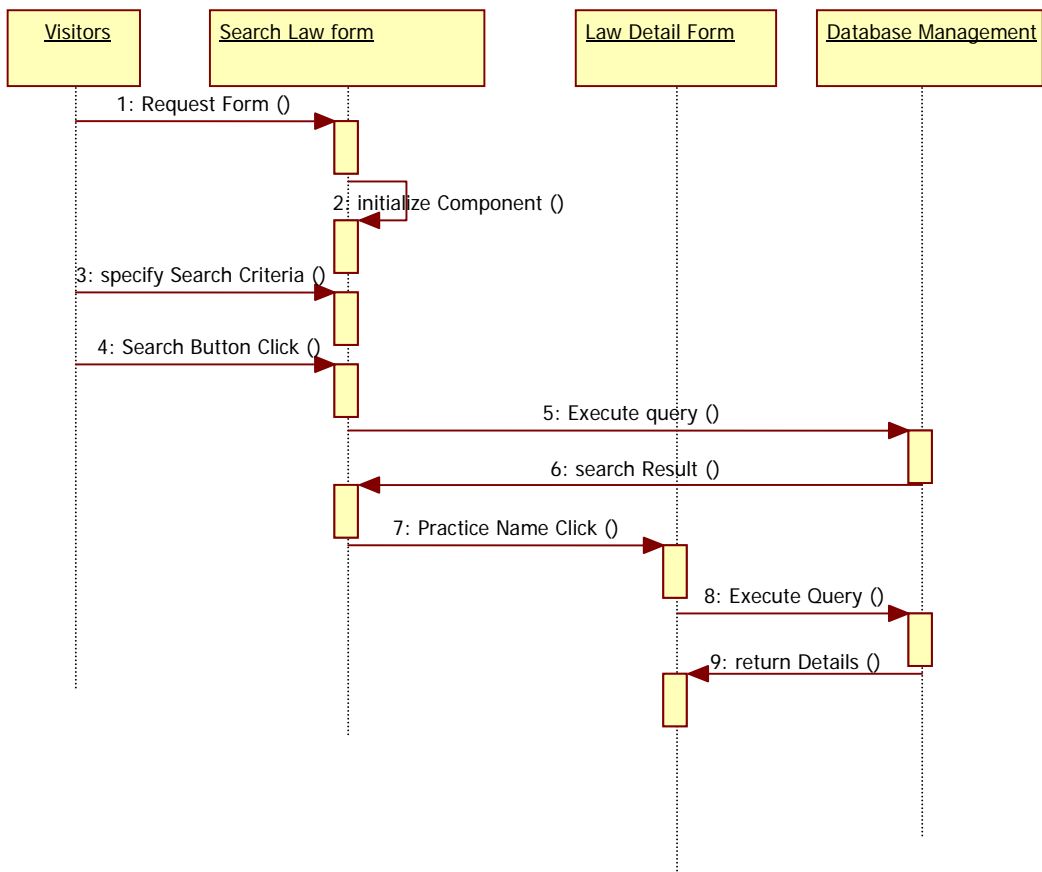 Visitors
Search Law form
Law Detail Form
Database Management
1: Request Form ()
2: initialize Component ()
3: specify Search Criteria ()
4: Search Button Click ()
5: Execute query ()
6: search Result ()
7: Practice Name Click ()
8: Execute Query ()
9: return Details ()